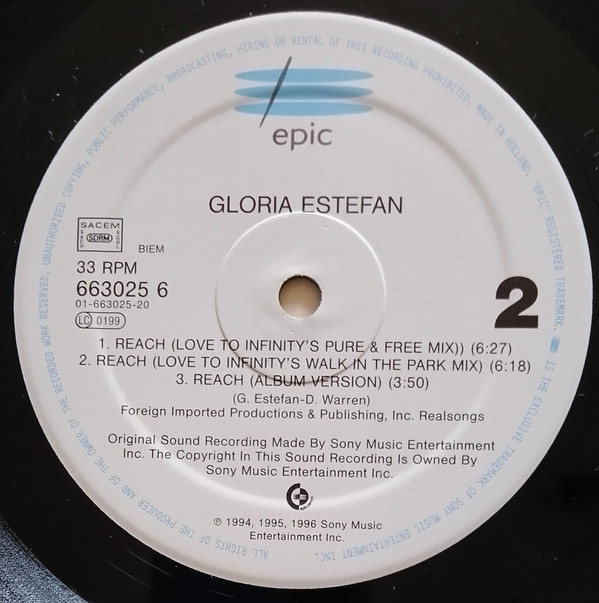 epic
GLORIA ESTEFAN
SACEM
SACD
SDRM
SGDL
BIEM
33 RPM
663025 6
01-663025-20
LC 0199
2
1. REACH (LOVE TO INFINITY'S PURE & FREE MIX)) (6:27)
2. REACH (LOVE TO INFINITY'S WALK IN THE PARK MIX) (6:18)
3. REACH (ALBUM VERSION) (3:50)
(G. Estefan-D. Warren)
Foreign Imported Productions & Publishing, Inc. Realsongs
Original Sound Recording Made By Sony Music Entertainment
Inc. The Copyright In This Sound Recording Is Owned By
Sony Music Entertainment Inc.
℗ 1994, 1995, 1996 Sony Music
Entertainment Inc.
ALL RIGHTS OF THE PRODUCER AND OF THE OWNER OF THE RECORDED WORK RESERVED. UNAUTHORISED COPYING, PUBLIC PERFORMANCE, BROADCASTING, HIRING OR RENTAL OF THIS RECORDING PROHIBITED. MADE IN HOLLAND. "EPIC" REGISTERED TRADEMARK. IS THE EXCLUSIVE TRADEMARK OF SONY MUSIC ENTERTAINMENT INC.